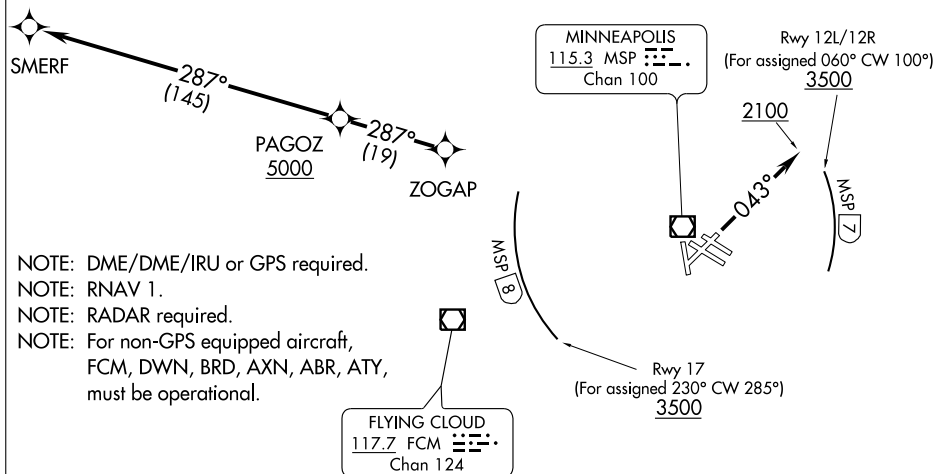 SMERF
287°
(145)
PAGOZ
5000
287°
(19)
ZOGAP
MINNEAPOLIS
115.3 MSP
Chan 100
Rwy 12L/12R
(For assigned 060° CW 100°)
3500
2100
043°
MSP 7
MSP 8
NOTE: DME/DME/IRU or GPS required.
NOTE: RNAV 1.
NOTE: RADAR required.
NOTE: For non-GPS equipped aircraft,
FCM, DWN, BRD, AXN, ABR, ATY,
must be operational.
Rwy 17
(For assigned 230° CW 285°)
3500
FLYING CLOUD
117.7 FCM
Chan 124